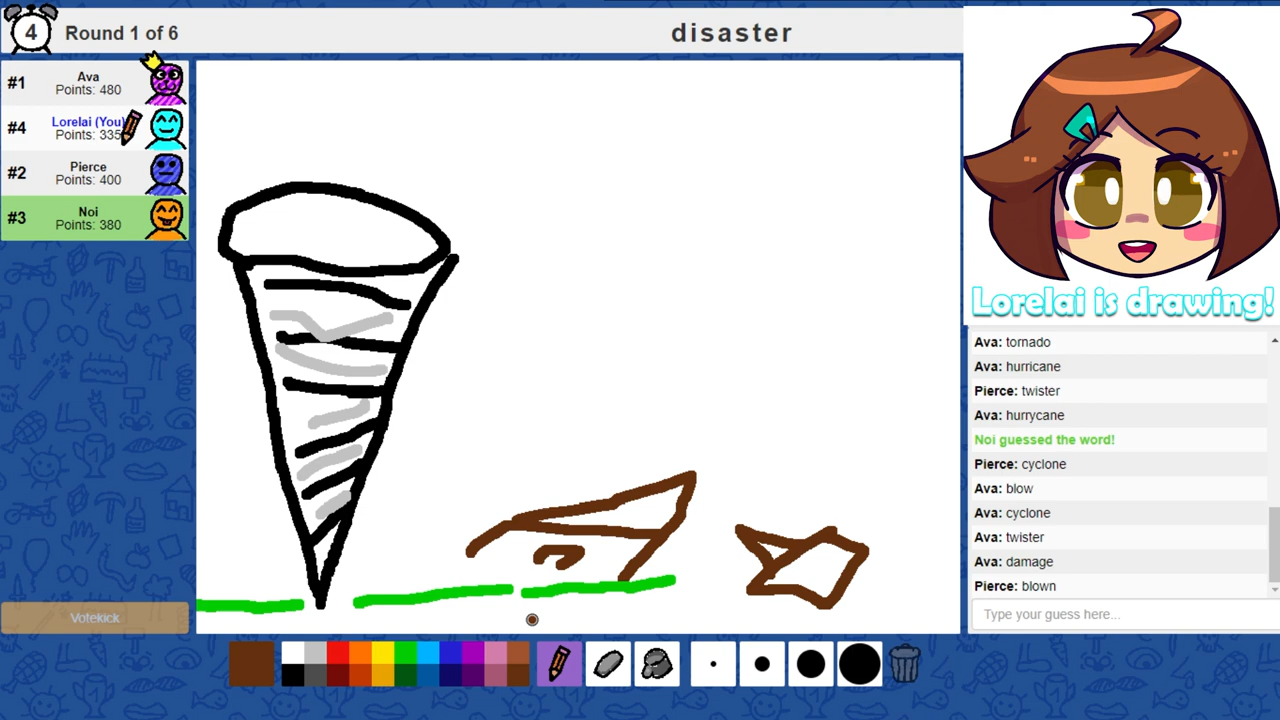 4 Round 1 of 6 disaster
#1 Ava
Points: 480
#4 Lorelai (You)
Points: 335
#2 Pierce
Points: 400
#3 Noi
Points: 380
Votekick
Lorelai is drawing!
Ava: tornado
Ava: hurricane
Pierce: twister
Ava: hurrycane
Noi guessed the word!
Pierce: cyclone
Ava: blow
Ava: cyclone
Ava: twister
Ava: damage
Pierce: blown
Type your guess here...